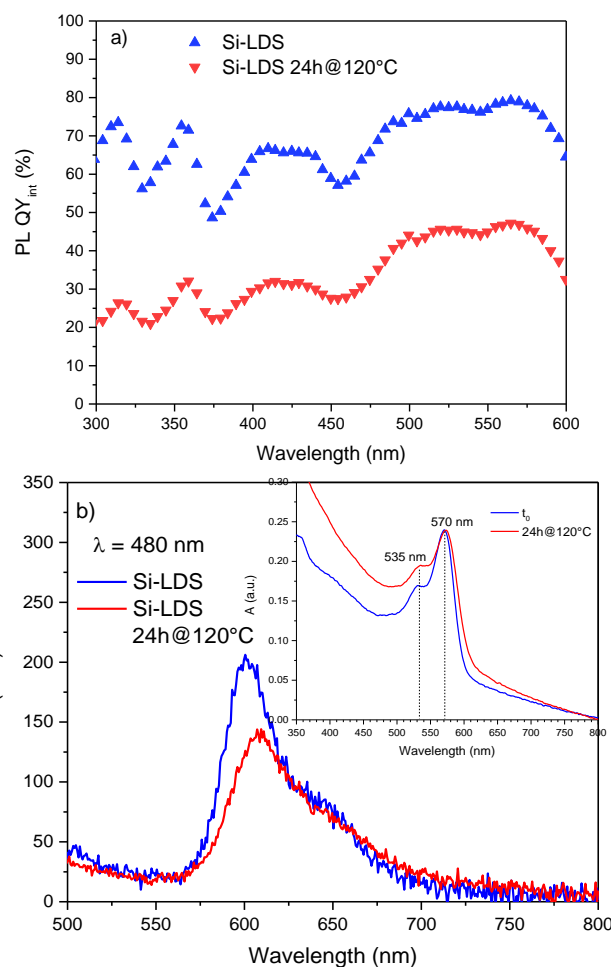 a)
Si-LDS
Si-LDS 24h@120°C
PL QY_int (%)
100
90
80
70
60
50
40
30
20
10
0
300 350 400 450 500 550 600
Wavelength (nm)
b)
λ = 480 nm
Si-LDS
Si-LDS
24h@120°C
350
300
250
200
150
100
50
0
500 550 600 650 700 750 800
Wavelength (nm)
0.30
0.25
0.20
0.15
0.10
0.05
0.00
A (a.u.)
535 nm
570 nm
t_0
24h@120°C
350 400 450 500 550 600 650 700 750 800
Wavelength (nm)